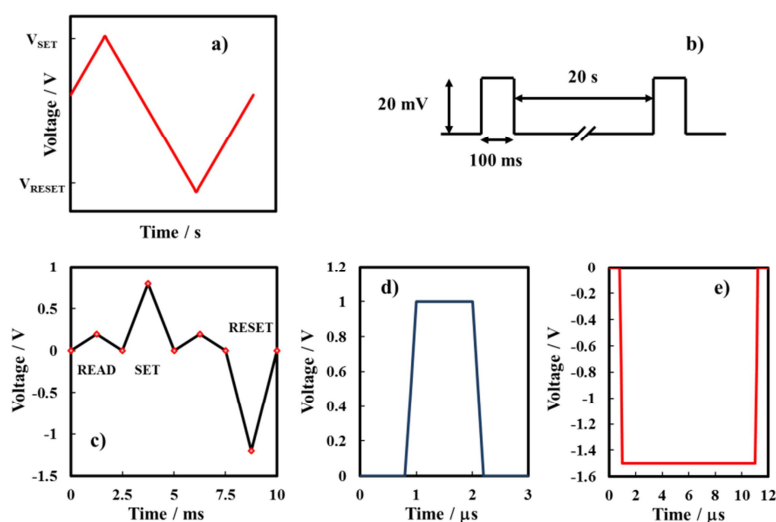 a)
V_SET
Voltage / V
V_RESET
Time / s
b)
20 mV
20 s
100 ms
1
0.5
0
-0.5
-1
-1.5
Voltage / V
READ
SET
RESET
c)
0
2.5
5
7.5
10
Time / ms
1.2
1
0.8
0.6
0.4
0.2
0
Voltage / V
d)
0
1
2
3
Time / μs
0
-0.2
-0.4
-0.6
-0.8
-1
-1.2
-1.4
-1.6
Voltage / V
e)
0
2
4
6
8
10
12
Time / μs